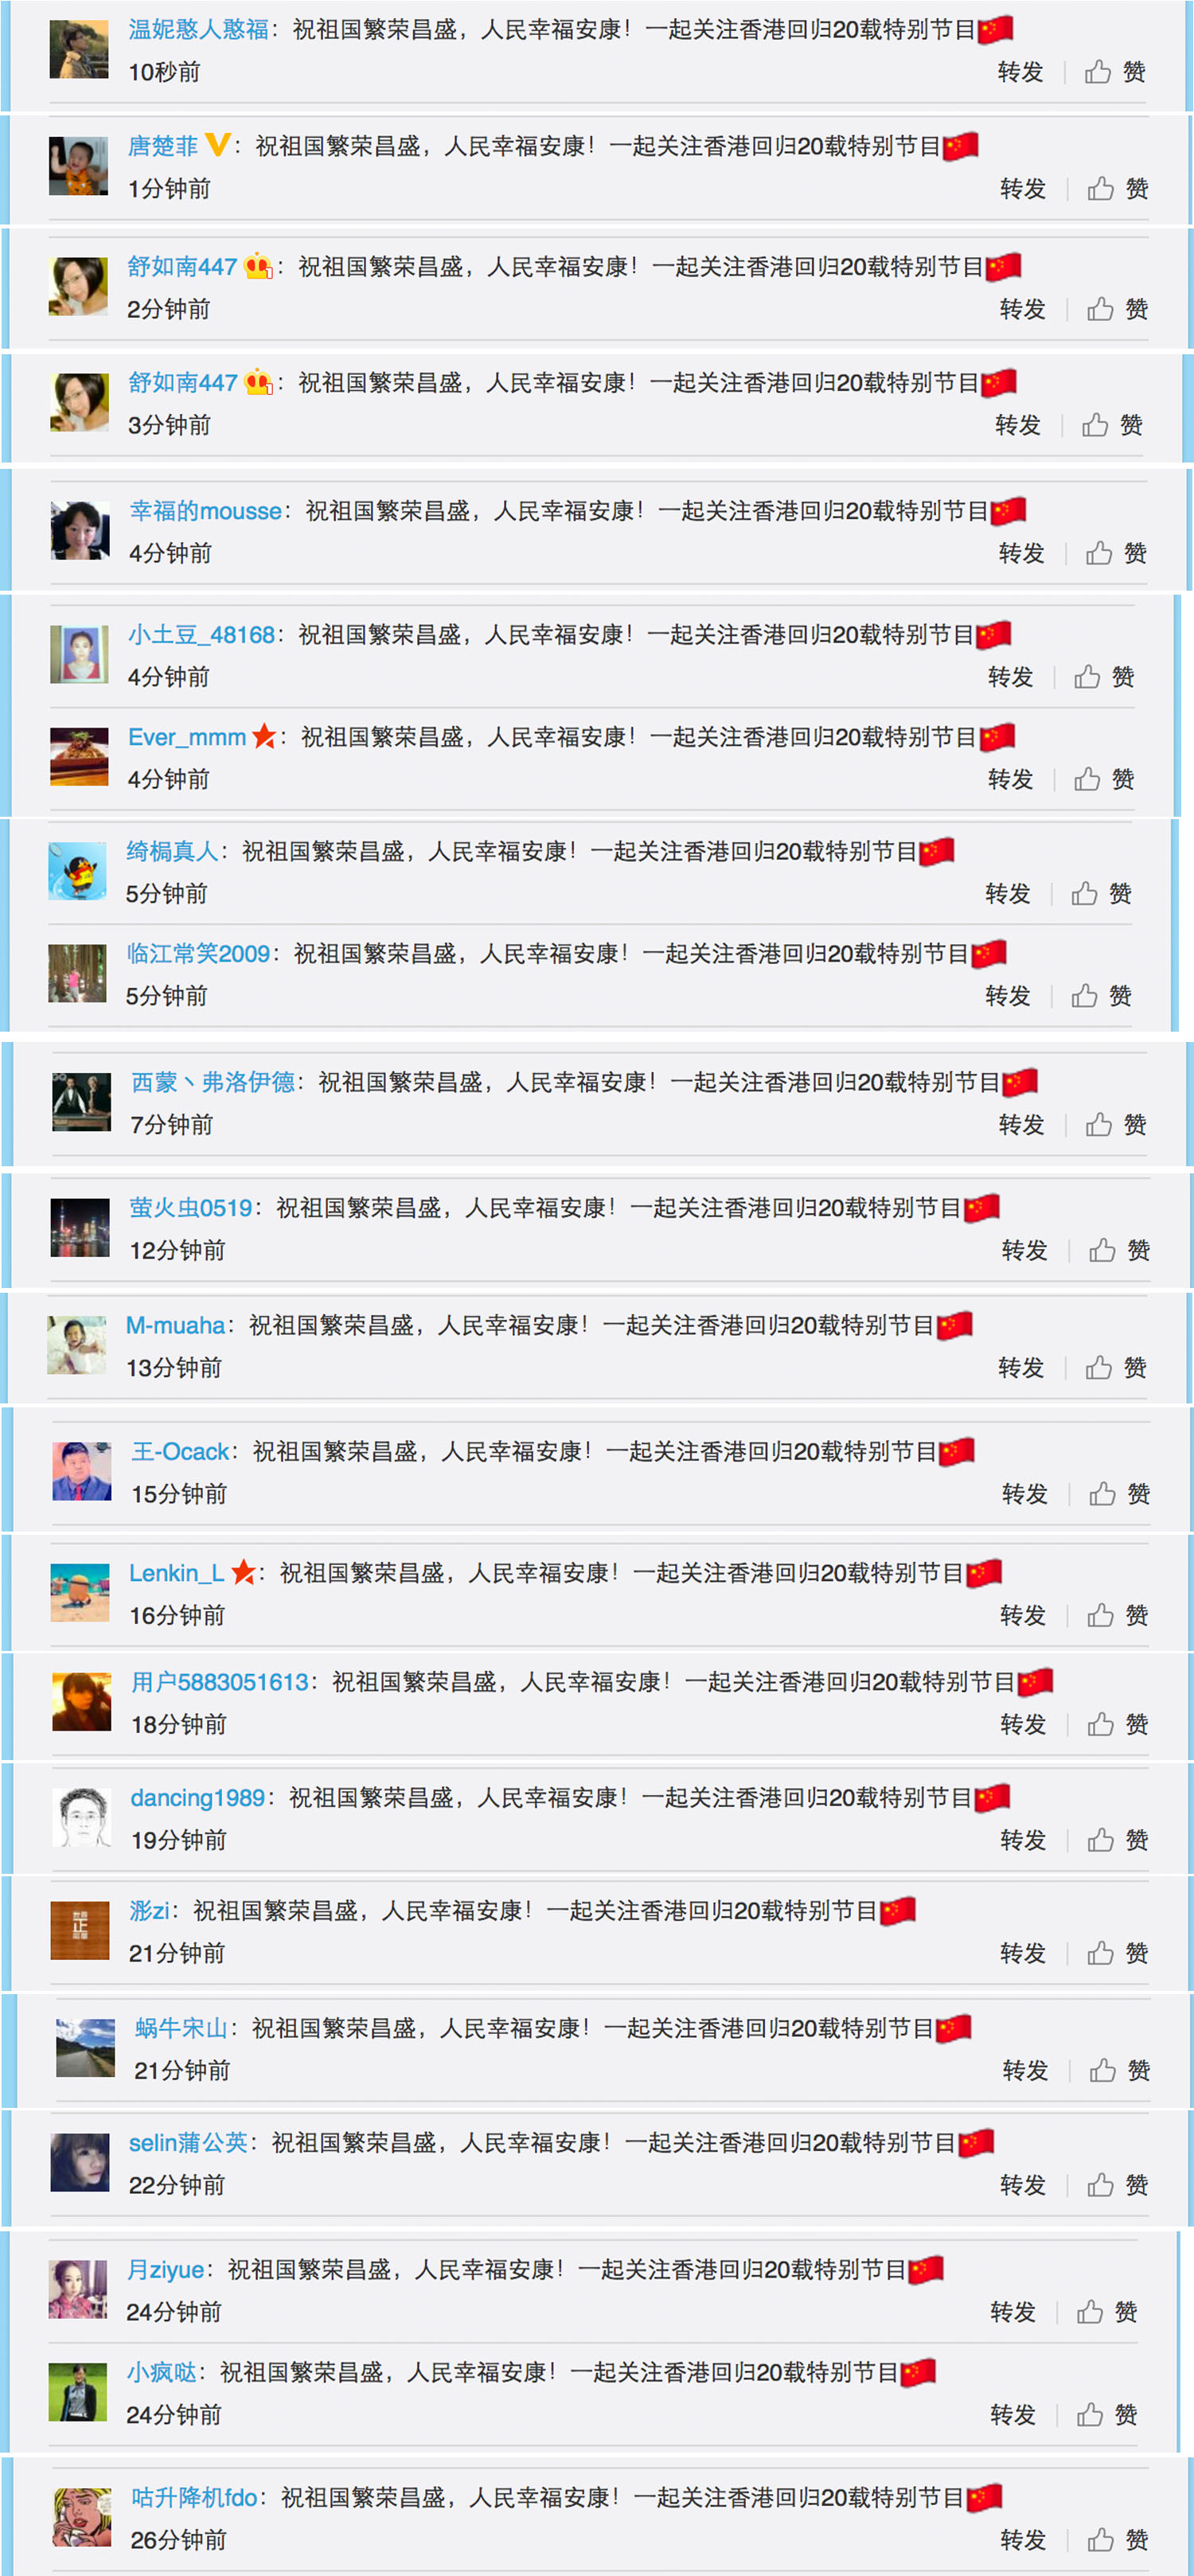 温妮憨人憨福：祝祖国繁荣昌盛，人民幸福安康！一起关注香港回归20载特别节目
10秒前 转发 赞
唐楚菲：祝祖国繁荣昌盛，人民幸福安康！一起关注香港回归20载特别节目
1分钟前 转发 赞
舒如南447：祝祖国繁荣昌盛，人民幸福安康！一起关注香港回归20载特别节目
2分钟前 转发 赞
舒如南447：祝祖国繁荣昌盛，人民幸福安康！一起关注香港回归20载特别节目
3分钟前 转发 赞
幸福的mousse：祝祖国繁荣昌盛，人民幸福安康！一起关注香港回归20载特别节目
4分钟前 转发 赞
小土豆_48168：祝祖国繁荣昌盛，人民幸福安康！一起关注香港回归20载特别节目
4分钟前 转发 赞
Ever_mmm：祝祖国繁荣昌盛，人民幸福安康！一起关注香港回归20载特别节目
4分钟前 转发 赞
绮梮真人：祝祖国繁荣昌盛，人民幸福安康！一起关注香港回归20载特别节目
5分钟前 转发 赞
临江常笑2009：祝祖国繁荣昌盛，人民幸福安康！一起关注香港回归20载特别节目
5分钟前 转发 赞
西蒙丶弗洛伊德：祝祖国繁荣昌盛，人民幸福安康！一起关注香港回归20载特别节目
7分钟前 转发 赞
萤火虫0519：祝祖国繁荣昌盛，人民幸福安康！一起关注香港回归20载特别节目
12分钟前 转发 赞
M-muaha：祝祖国繁荣昌盛，人民幸福安康！一起关注香港回归20载特别节目
13分钟前 转发 赞
王-Ocack：祝祖国繁荣昌盛，人民幸福安康！一起关注香港回归20载特别节目
15分钟前 转发 赞
Lenkin_L：祝祖国繁荣昌盛，人民幸福安康！一起关注香港回归20载特别节目
16分钟前 转发 赞
用户5883051613：祝祖国繁荣昌盛，人民幸福安康！一起关注香港回归20载特别节目
18分钟前 转发 赞
dancing1989：祝祖国繁荣昌盛，人民幸福安康！一起关注香港回归20载特别节目
19分钟前 转发 赞
浵zi：祝祖国繁荣昌盛，人民幸福安康！一起关注香港回归20载特别节目
21分钟前 转发 赞
蜗牛宋山：祝祖国繁荣昌盛，人民幸福安康！一起关注香港回归20载特别节目
21分钟前 转发 赞
selin蒲公英：祝祖国繁荣昌盛，人民幸福安康！一起关注香港回归20载特别节目
22分钟前 转发 赞
月ziyue：祝祖国繁荣昌盛，人民幸福安康！一起关注香港回归20载特别节目
24分钟前 转发 赞
小疯哒：祝祖国繁荣昌盛，人民幸福安康！一起关注香港回归20载特别节目
24分钟前 转发 赞
咕升降机fdo：祝祖国繁荣昌盛，人民幸福安康！一起关注香港回归20载特别节目
26分钟前 转发 赞